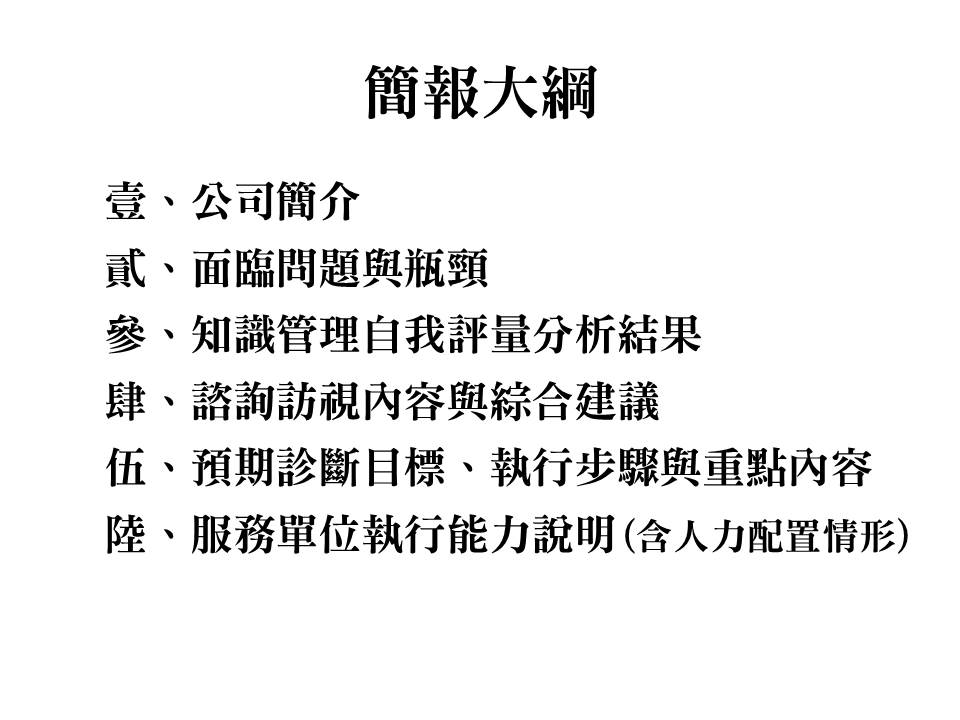 簡報大綱
壹、公司簡介
貳、面臨問題與瓶頸
參、知識管理自我評量分析結果
肆、諮詢訪視內容與綜合建議
伍、預期診斷目標、執行步驟與重點內容
陸、服務單位執行能力說明(含人力配置情形)